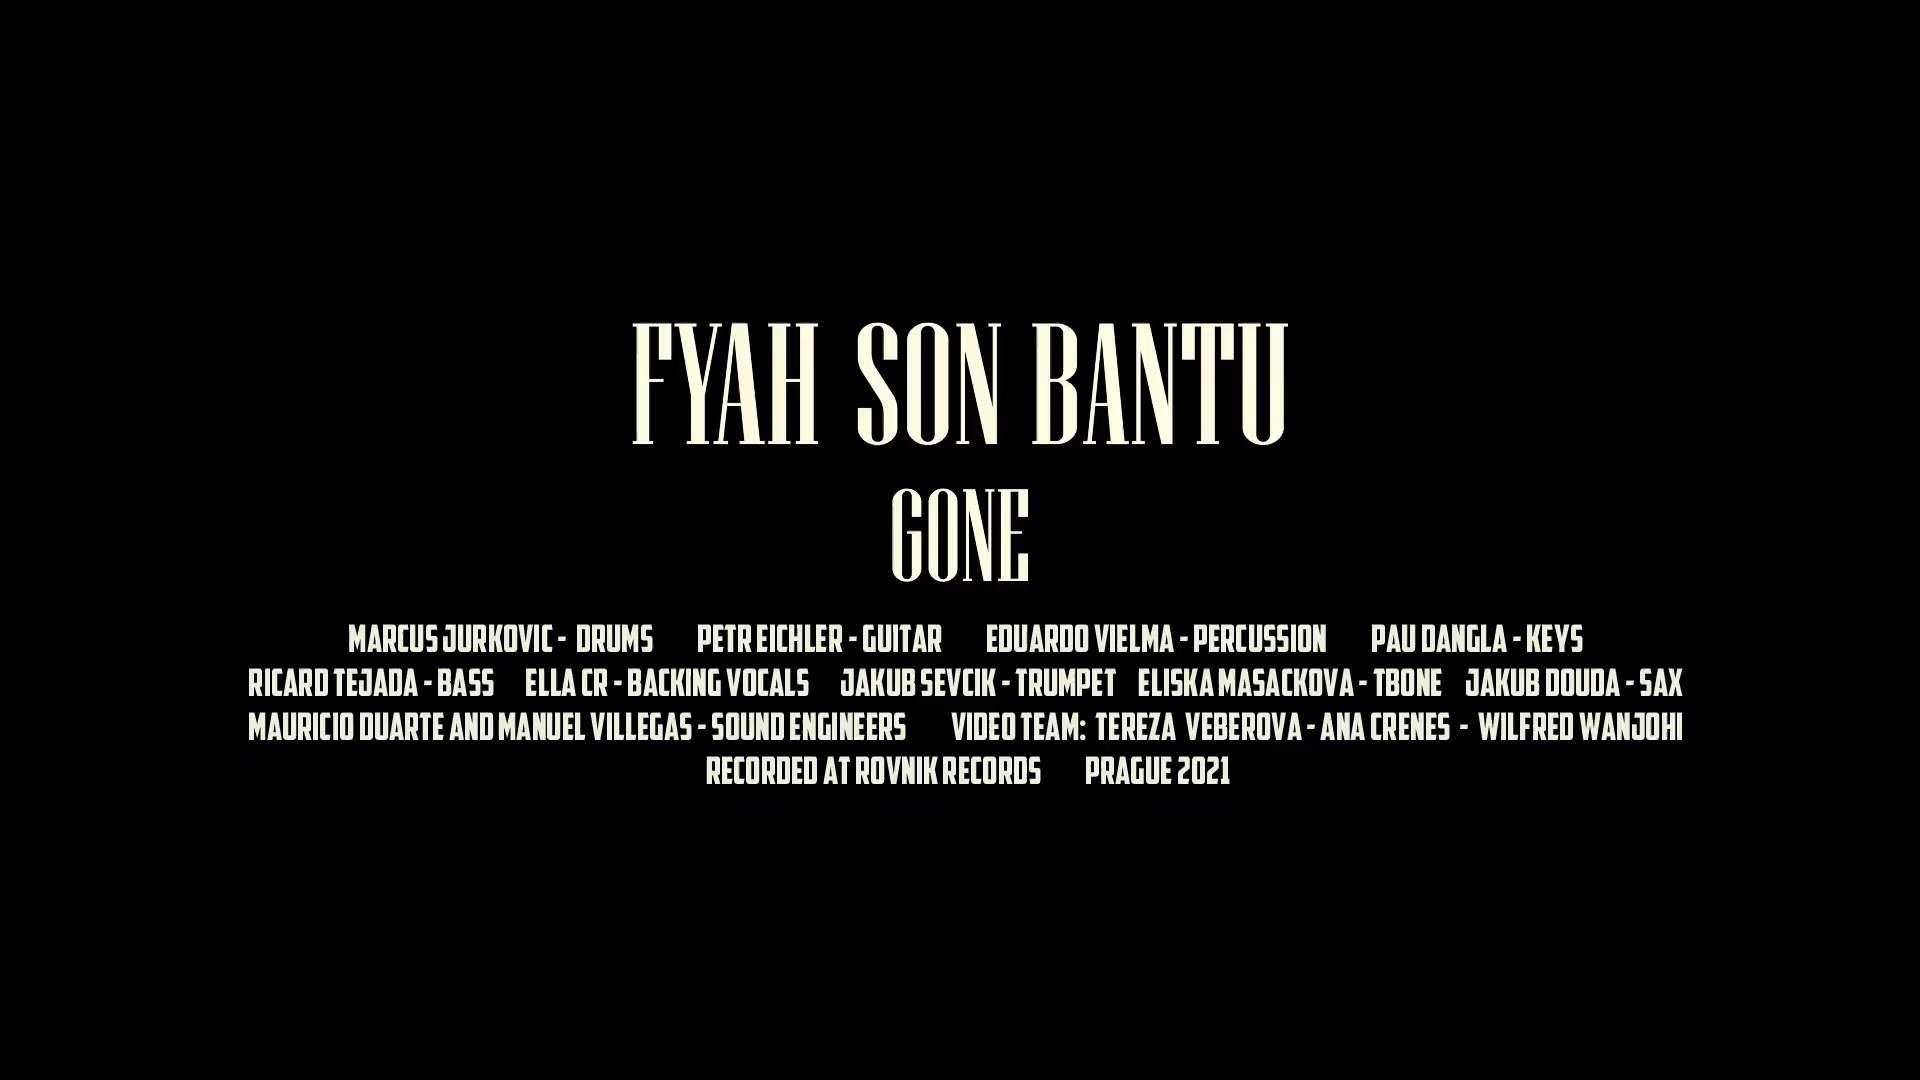 FYAH SON BANTU
GONE
MARCUS JURKOVIC - DRUMS PETR EICHLER - GUITAR EDUARDO VIELMA - PERCUSSION PAU DANGLA - KEYS
RICARD TEJADA - BASS ELLA CR - BACKING VOCALS JAKUB SEVCIK - TRUMPET ELISKA MASACKOVA - TBONE JAKUB DOUDA - SAX
MAURICIO DUARTE AND MANUEL VILLEGAS - SOUND ENGINEERS VIDEO TEAM: TEREZA VEBEROVA - ANA CRENES - WILFRED WANJOHI
RECORDED AT ROVNIK RECORDS PRAGUE 2021